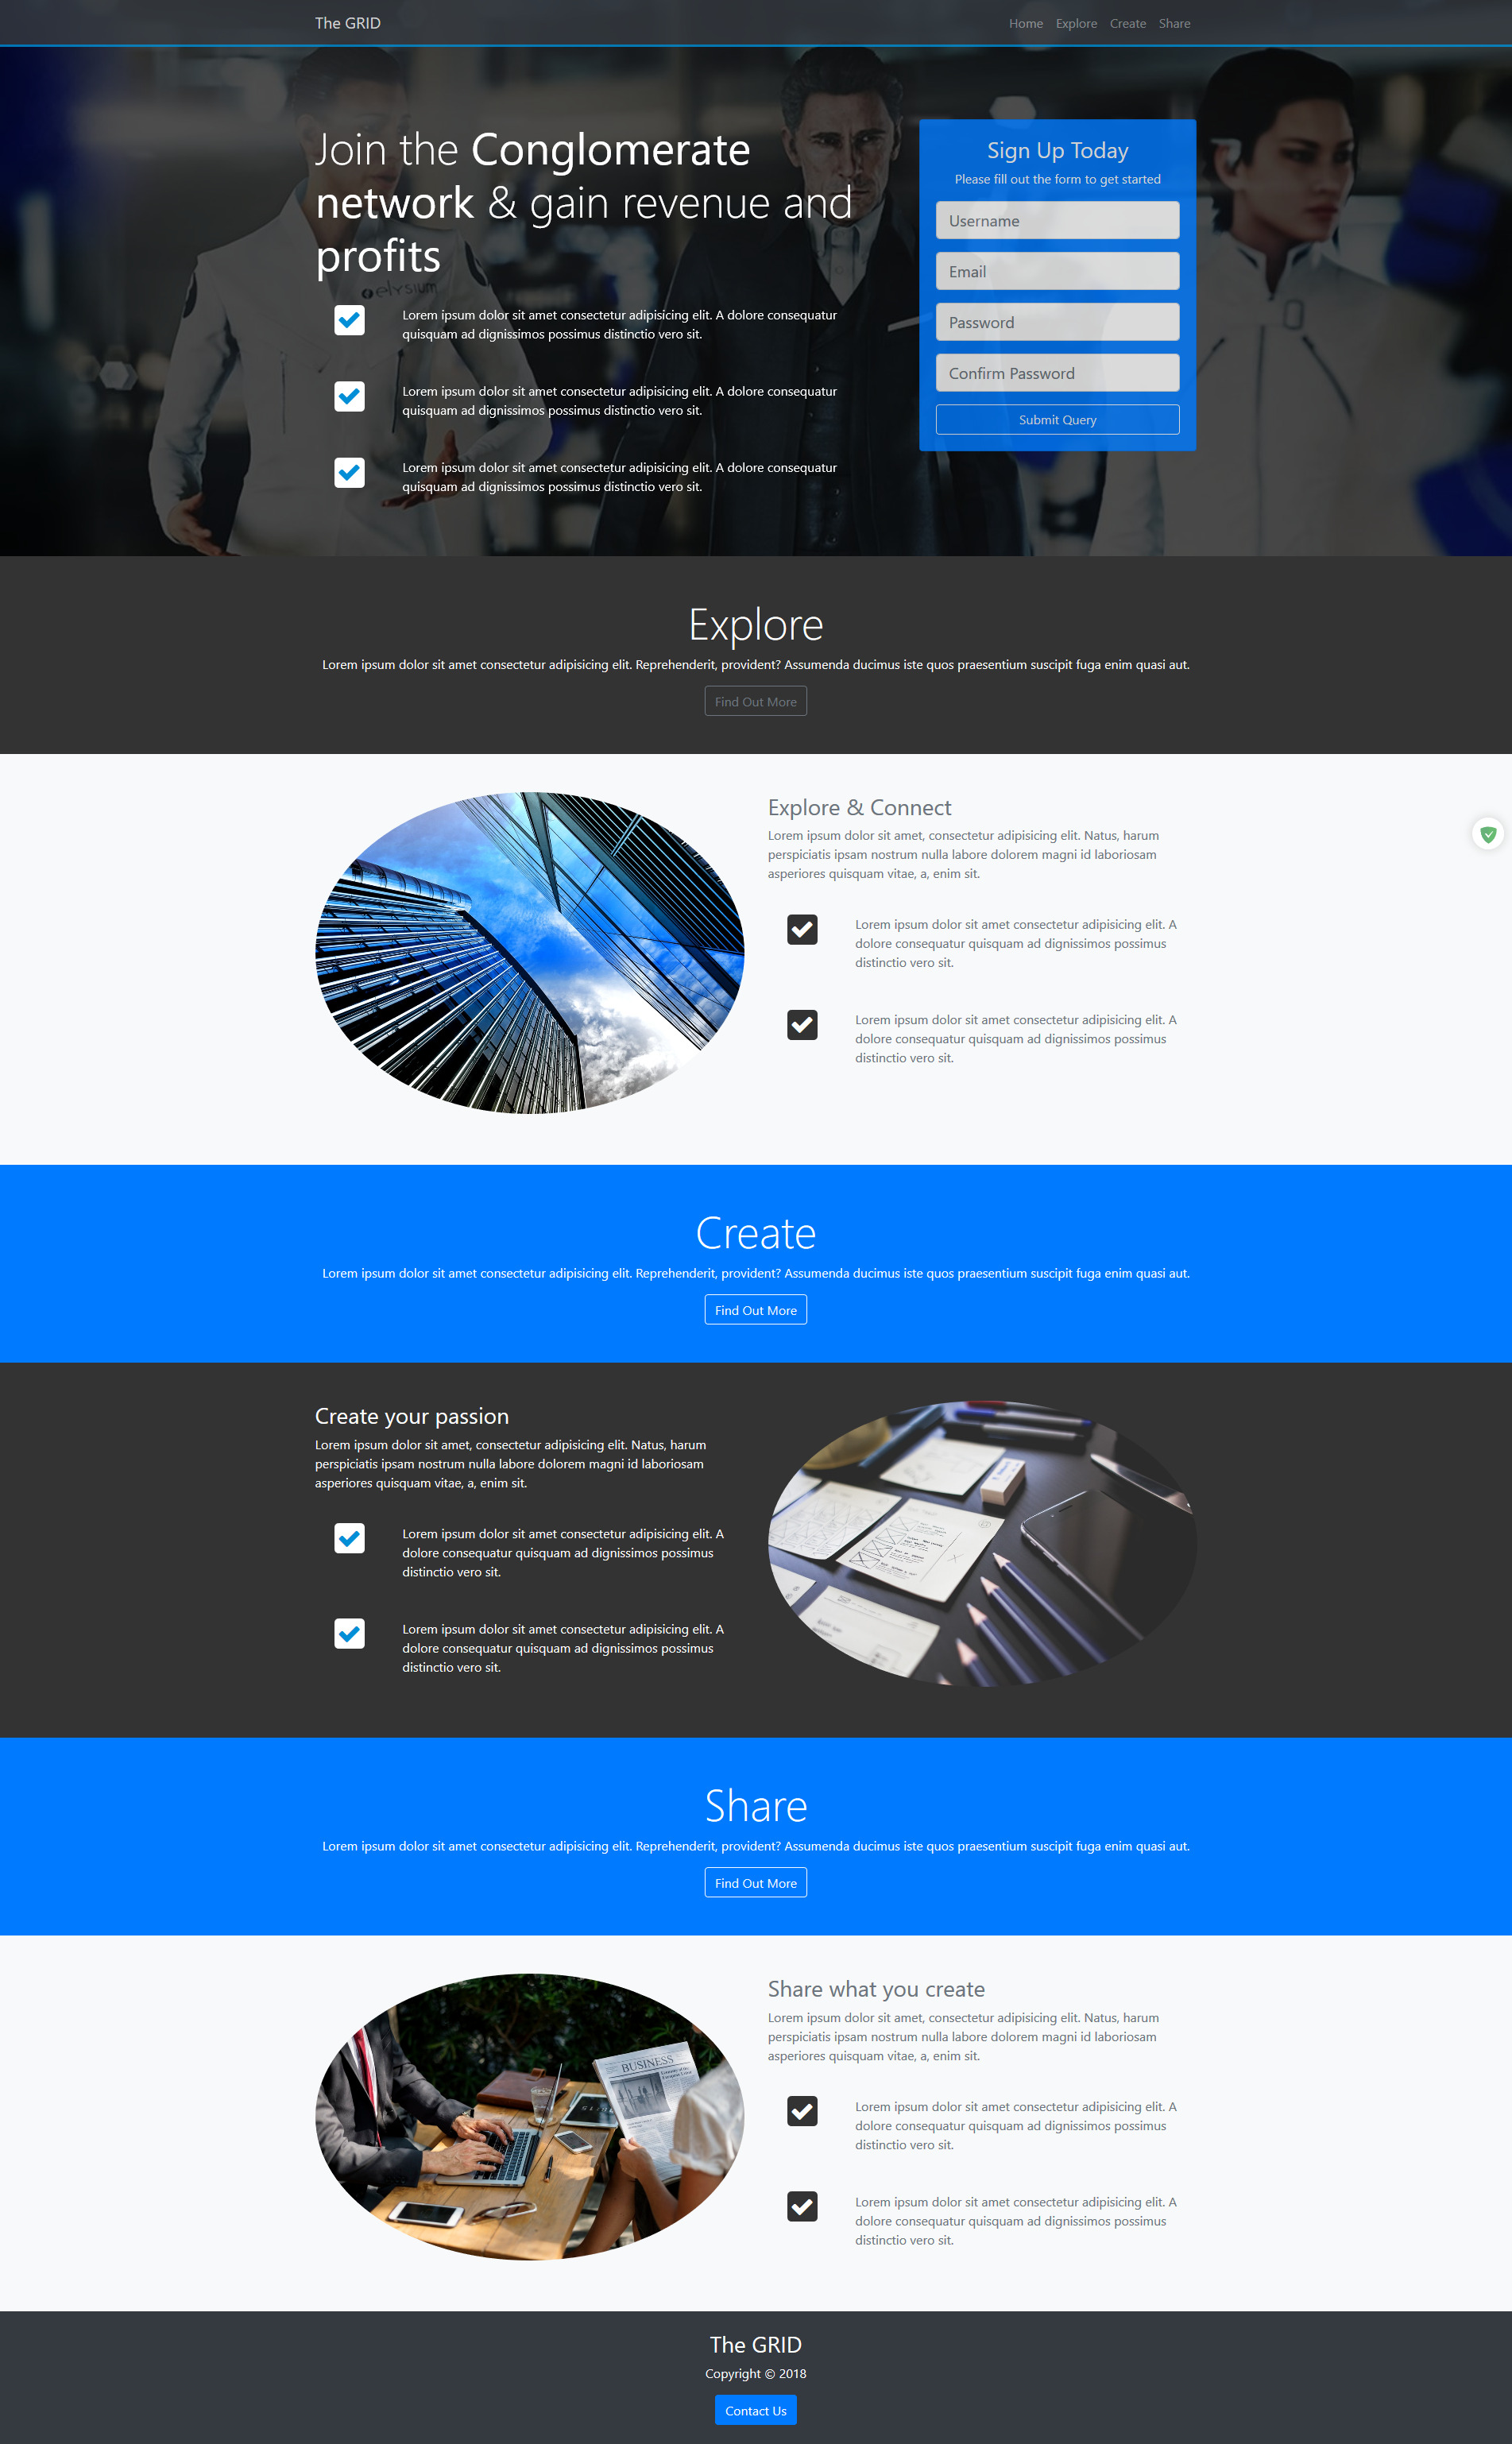 The GRID
Home Explore Create Share
Join the Conglomerate
network & gain revenue and
profits
elysium
Lorem ipsum dolor sit amet consectetur adipisicing elit. A dolore consequatur
quisquam ad dignissimos possimus distinctio vero sit.
Lorem ipsum dolor sit amet consectetur adipisicing elit. A dolore consequatur
quisquam ad dignissimos possimus distinctio vero sit.
Lorem ipsum dolor sit amet consectetur adipisicing elit. A dolore consequatur
quisquam ad dignissimos possimus distinctio vero sit.
Sign Up Today
Please fill out the form to get started
Username
Email
Password
Confirm Password
Submit Query
Explore
Lorem ipsum dolor sit amet consectetur adipisicing elit. Reprehenderit, provident? Assumenda ducimus iste quos praesentium suscipit fuga enim quasi aut.
Find Out More
Explore & Connect
Lorem ipsum dolor sit amet, consectetur adipisicing elit. Natus, harum
perspiciatis ipsam nostrum nulla labore dolorem magni id laboriosam
asperiores quisquam vitae, a, enim sit.
Lorem ipsum dolor sit amet consectetur adipisicing elit. A
dolore consequatur quisquam ad dignissimos possimus
distinctio vero sit.
Lorem ipsum dolor sit amet consectetur adipisicing elit. A
dolore consequatur quisquam ad dignissimos possimus
distinctio vero sit.
Create
Lorem ipsum dolor sit amet consectetur adipisicing elit. Reprehenderit, provident? Assumenda ducimus iste quos praesentium suscipit fuga enim quasi aut.
Find Out More
Create your passion
Lorem ipsum dolor sit amet, consectetur adipisicing elit. Natus, harum
perspiciatis ipsam nostrum nulla labore dolorem magni id laboriosam
asperiores quisquam vitae, a, enim sit.
Lorem ipsum dolor sit amet consectetur adipisicing elit. A
dolore consequatur quisquam ad dignissimos possimus
distinctio vero sit.
Lorem ipsum dolor sit amet consectetur adipisicing elit. A
dolore consequatur quisquam ad dignissimos possimus
distinctio vero sit.
Share
Lorem ipsum dolor sit amet consectetur adipisicing elit. Reprehenderit, provident? Assumenda ducimus iste quos praesentium suscipit fuga enim quasi aut.
Find Out More
BUSINESS
Share what you create
Lorem ipsum dolor sit amet, consectetur adipisicing elit. Natus, harum
perspiciatis ipsam nostrum nulla labore dolorem magni id laboriosam
asperiores quisquam vitae, a, enim sit.
Lorem ipsum dolor sit amet consectetur adipisicing elit. A
dolore consequatur quisquam ad dignissimos possimus
distinctio vero sit.
Lorem ipsum dolor sit amet consectetur adipisicing elit. A
dolore consequatur quisquam ad dignissimos possimus
distinctio vero sit.
The GRID
Copyright © 2018
Contact Us